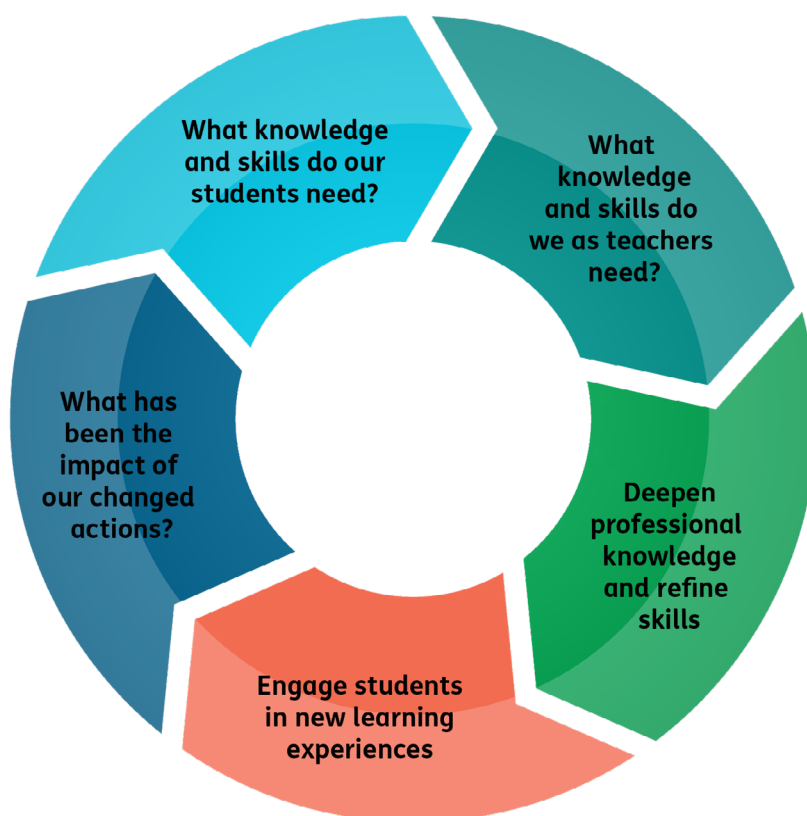 What knowledge
and skills do our
students need?
What
knowledge
and skills do
we as teachers
need?
Deepen
professional
knowledge
and refine
skills
Engage students
in new learning
experiences
What has
been the
impact of
our changed
actions?